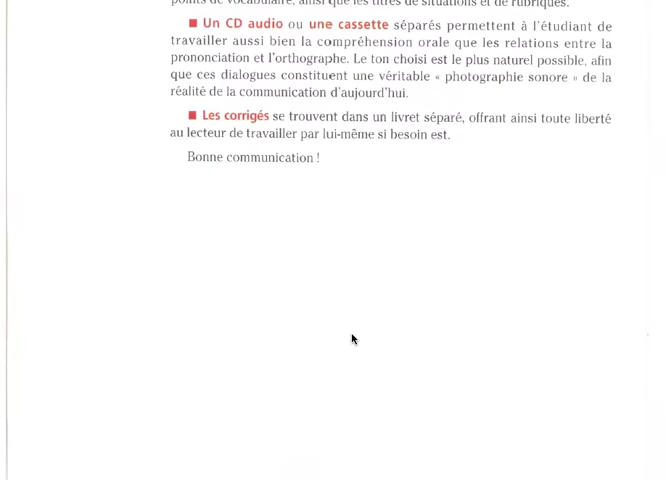 points de vocabulaire, ainsi que les titres de situations et de rubriques.
■ Un CD audio ou une cassette séparés permettent à l'étudiant de
travailler aussi bien la compréhension orale que les relations entre la
prononciation et l'orthographe. Le ton choisi est le plus naturel possible, afin
que ces dialogues constituent une véritable « photographie sonore » de la
réalité de la communication d'aujourd'hui.
■ Les corrigés se trouvent dans un livret séparé, offrant ainsi toute liberté
au lecteur de travailler par lui-même si besoin est.
Bonne communication !